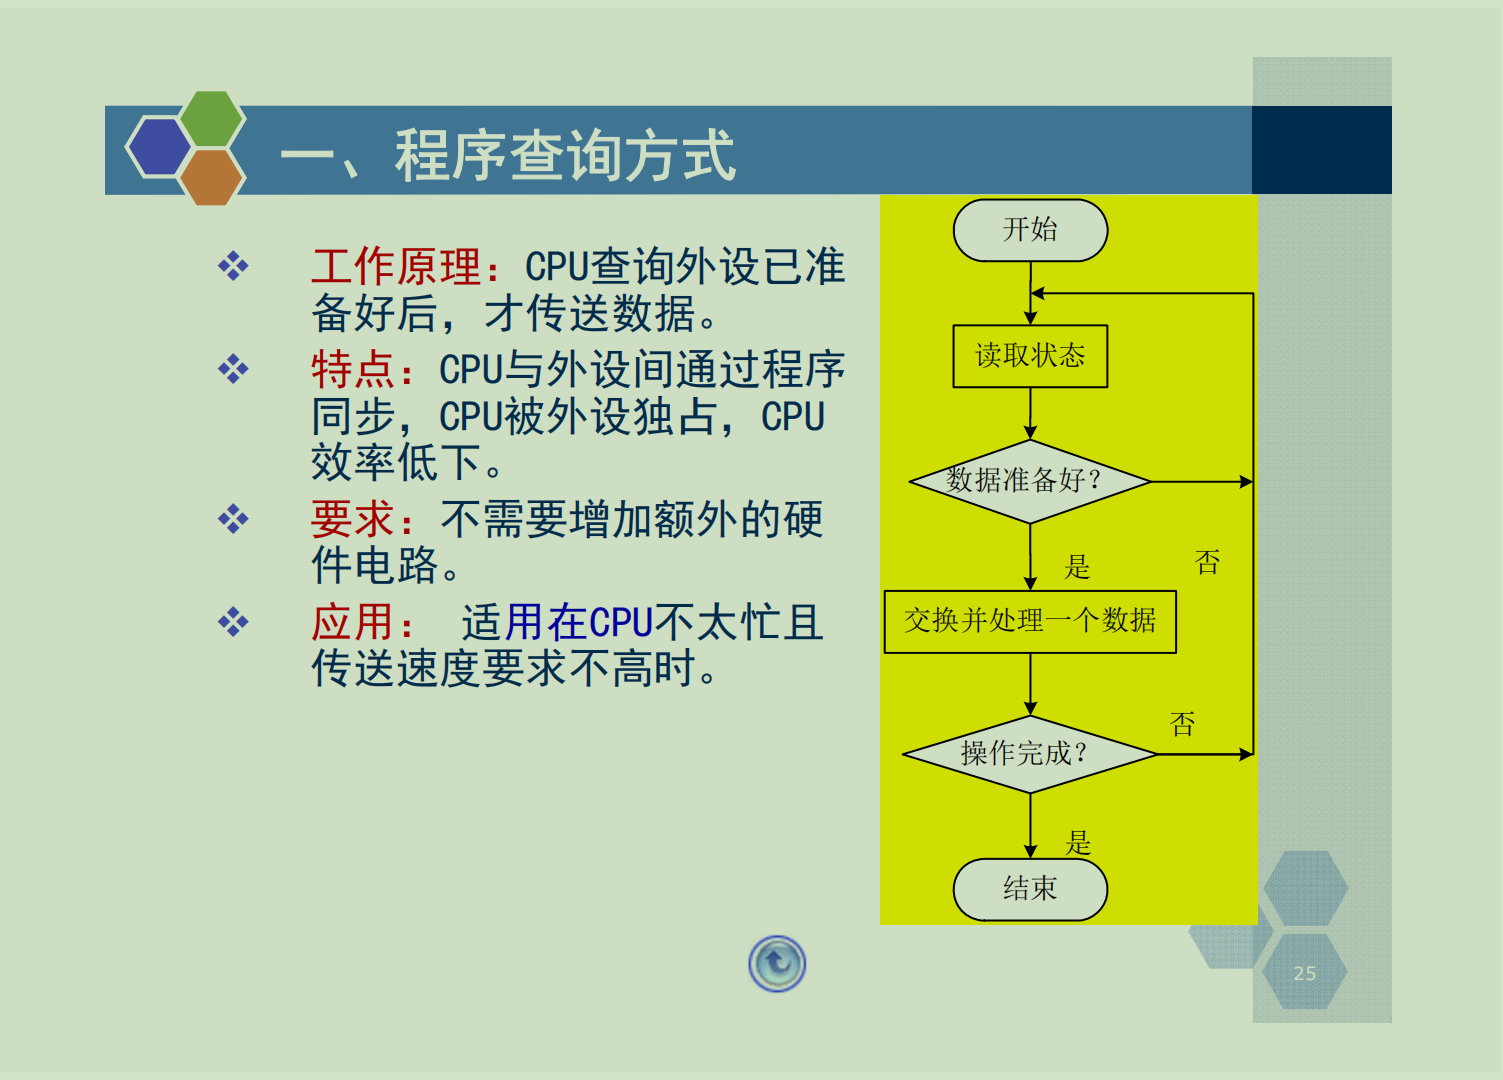 一、程序查询方式
工作原理：CPU查询外设已准
备好后，才传送数据。
特点：CPU与外设间通过程序
同步，CPU被外设独占，CPU
效率低下。
要求：不需要增加额外的硬
件电路。
应用： 适用在CPU不太忙且
传送速度要求不高时。
开始
读取状态
数据准备好？
是
否
交换并处理一个数据
否
操作完成？
是
结束
25